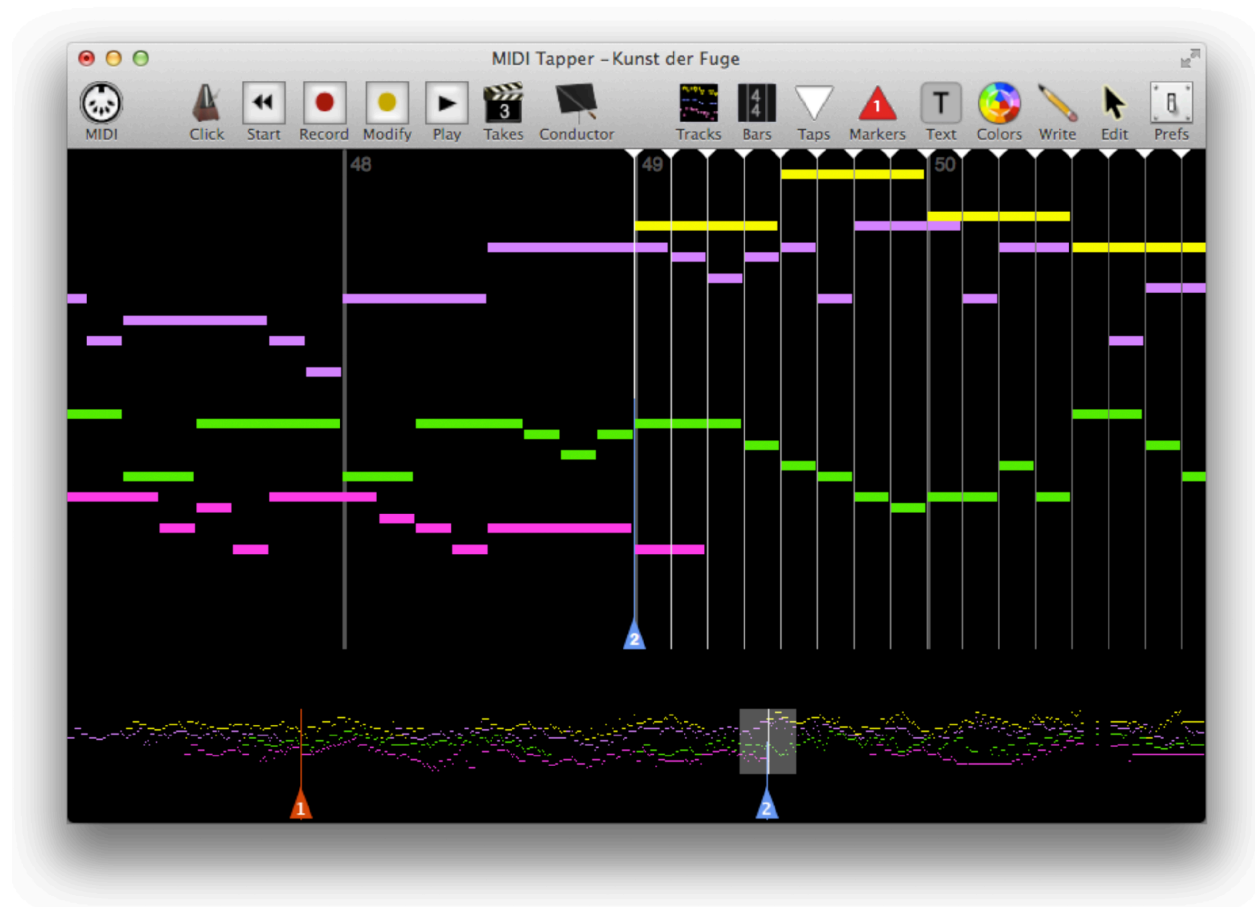 MIDI Tapper – Kunst der Fuge
3 4 4 1 T
MIDI Click Start Record Modify Play Takes Conductor Tracks Bars Taps Markers Text Colors Write Edit Prefs
48 49 50
2
1 2